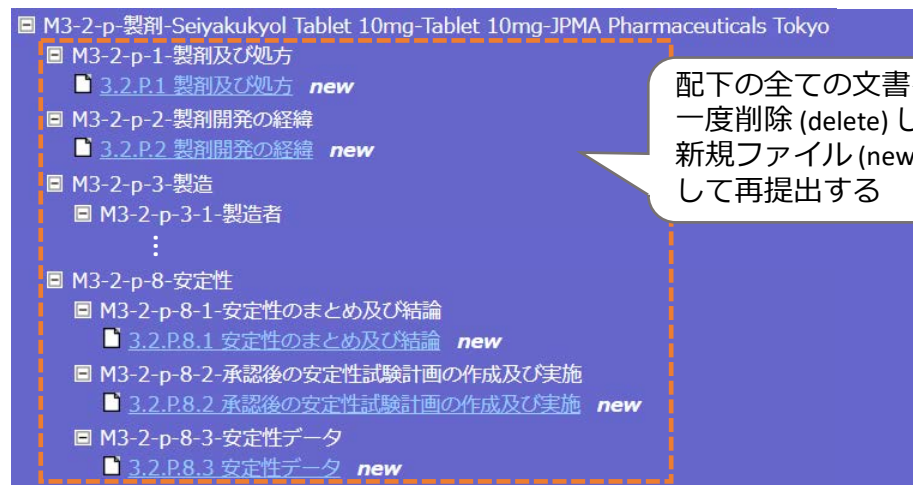 M3-2-p-製剤-Seiyakukyol Tablet 10mg-Tablet 10mg-JPMA Pharmaceuticals Tokyo
M3-2-p-1-製剤及び処方
3.2.P.1 製剤及び処方 new
M3-2-p-2-製剤開発の経緯
3.2.P.2 製剤開発の経緯 new
M3-2-p-3-製造
M3-2-p-3-1-製造者
⋮
M3-2-p-8-安定性
M3-2-p-8-1-安定性のまとめ及び結論
3.2.P.8.1 安定性のまとめ及び結論 new
M3-2-p-8-2-承認後の安定性試験計画の作成及び実施
3.2.P.8.2 承認後の安定性試験計画の作成及び実施 new
M3-2-p-8-3-安定性データ
3.2.P.8.3 安定性データ new
配下の全ての文書
一度削除 (delete) し
新規ファイル (new
して再提出する